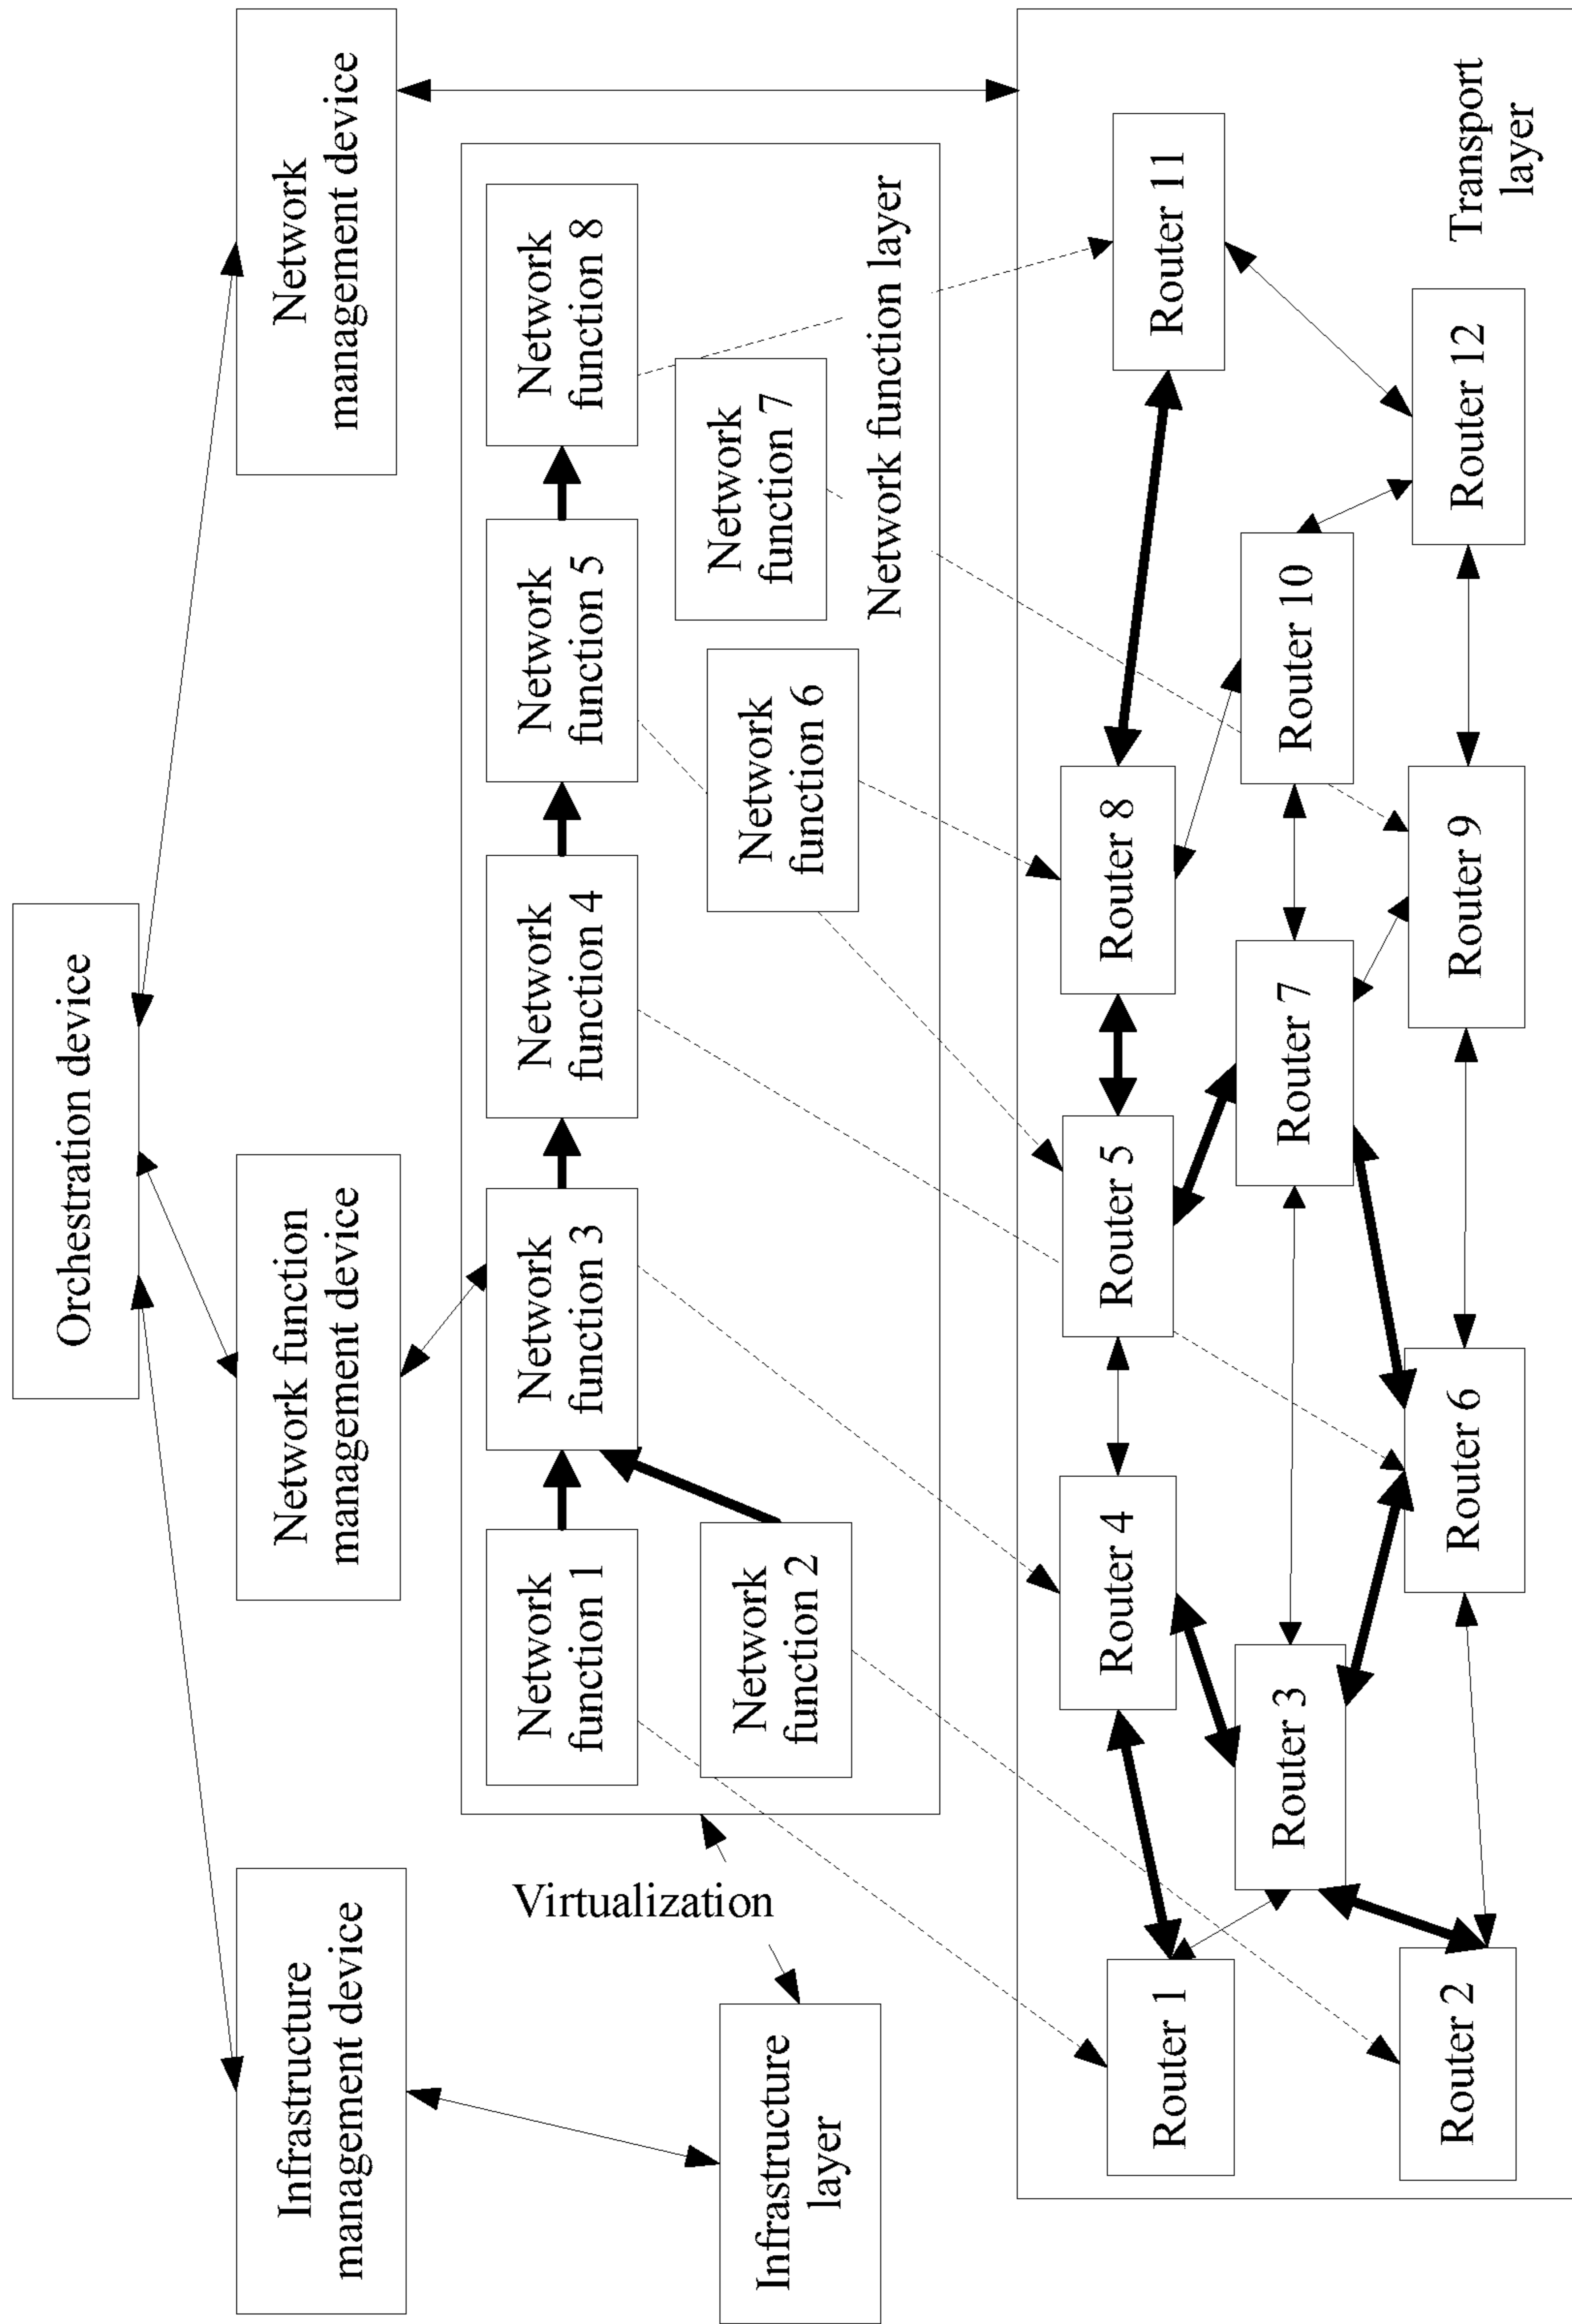 Orchestration device
Infrastructure
management device
Network function
management device
Network
management device
Virtualization
Infrastructure
layer
Network
function 1
Network
function 3
Network
function 4
Network
function 5
Network
function 8
Network
function 2
Network
function 6
Network
function 7
Network function layer
Router 1
Router 4
Router 5
Router 8
Router 11
Router 3
Router 7
Router 10
Router 2
Router 6
Router 9
Router 12
Transport
layer